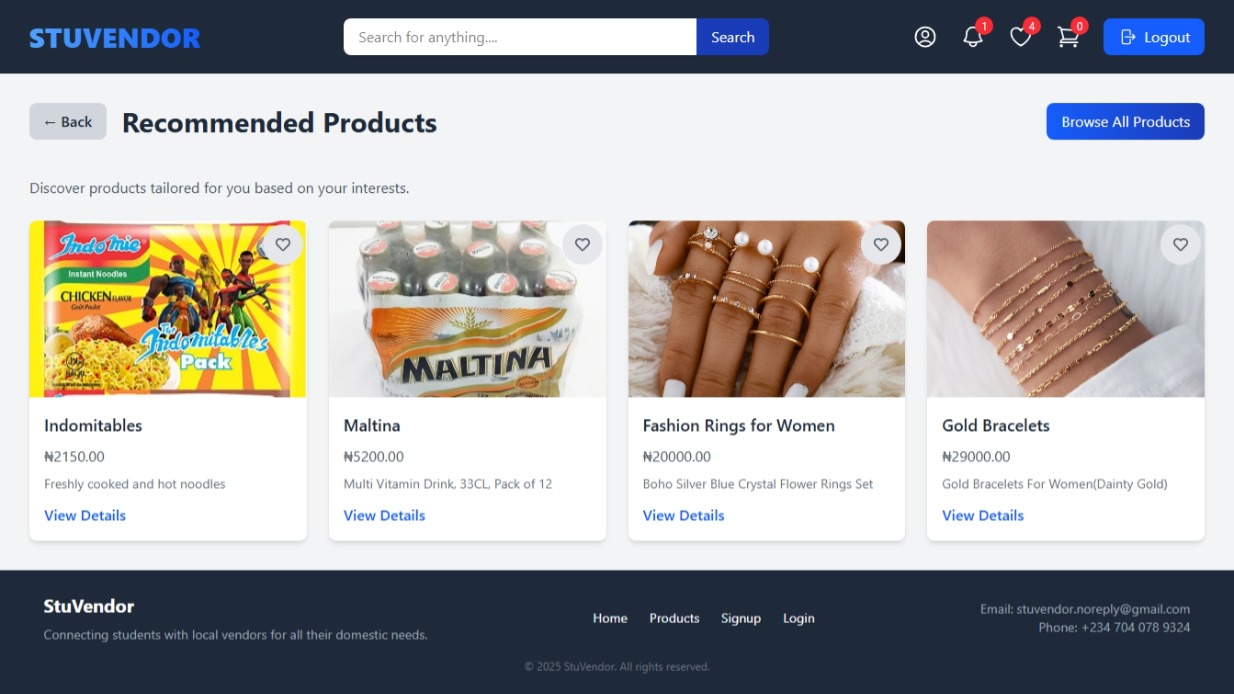 STUVENDOR
Search for anything....
Search
1
4
0
Logout
← Back
Recommended Products
Browse All Products
Discover products tailored for you based on your interests.
Indomie
Instant Noodles
CHICKEN FLAVOR
Goût Poulet
The Indomitables
Pack
MALTINA
Indomitables
₦2150.00
Freshly cooked and hot noodles
View Details
Maltina
₦5200.00
Multi Vitamin Drink, 33CL, Pack of 12
View Details
Fashion Rings for Women
₦20000.00
Boho Silver Blue Crystal Flower Rings Set
View Details
Gold Bracelets
₦29000.00
Gold Bracelets For Women(Dainty Gold)
View Details
StuVendor
Connecting students with local vendors for all their domestic needs.
Home
Products
Signup
Login
Email: stuvendor.noreply@gmail.com
Phone: +234 704 078 9324
© 2025 StuVendor. All rights reserved.